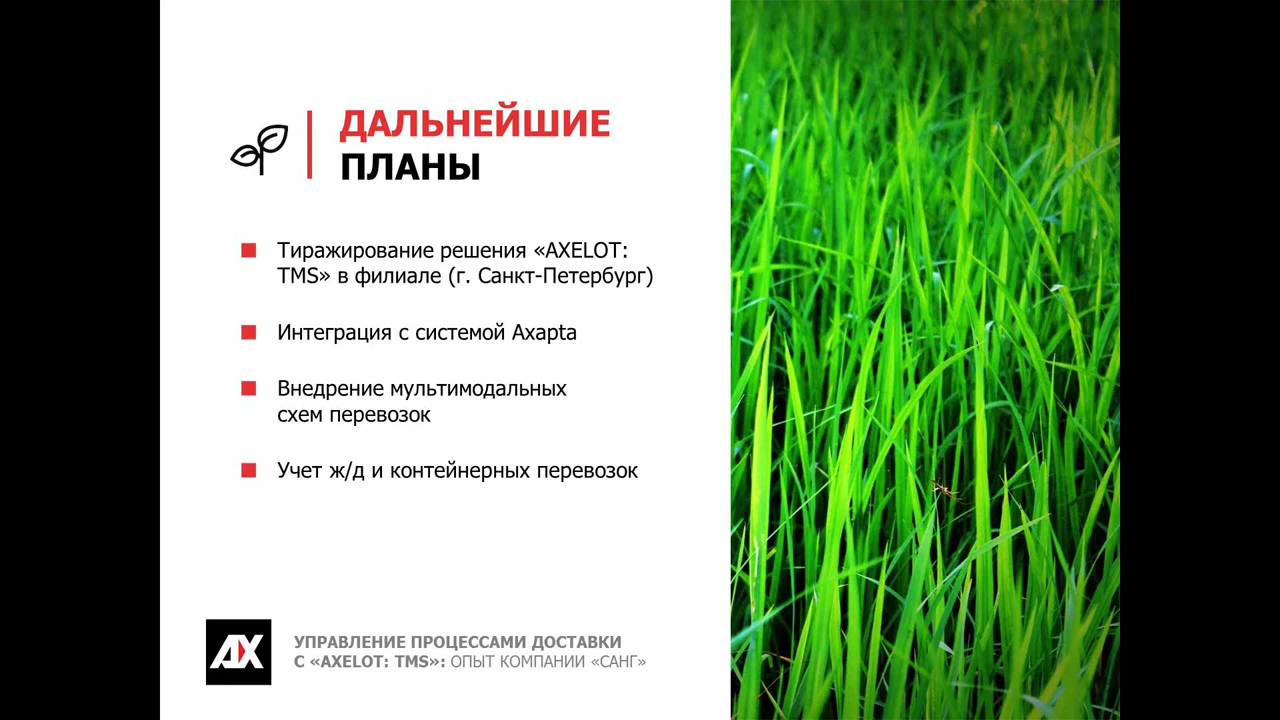 ДАЛЬНЕЙШИЕ
ПЛАНЫ
Тиражирование решения «AXELOT:
TMS» в филиале (г. Санкт-Петербург)
Интеграция с системой Axapta
Внедрение мультимодальных
схем перевозок
Учет ж/д и контейнерных перевозок
AX
УПРАВЛЕНИЕ ПРОЦЕССАМИ ДОСТАВКИ
С «AXELOT: TMS»: ОПЫТ КОМПАНИИ «САНГ»